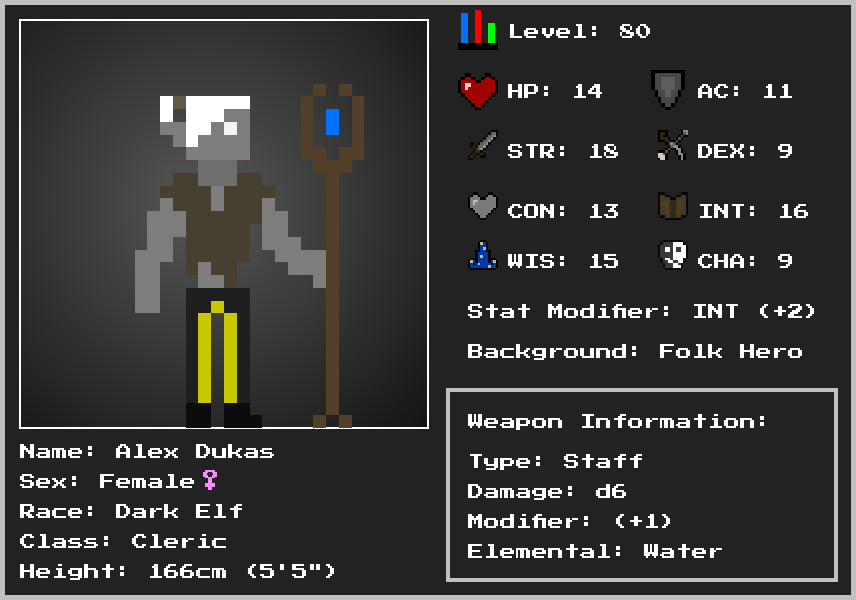 Level: 80
HP: 14
AC: 11
STR: 18
DEX: 9
CON: 13
INT: 16
WIS: 15
CHA: 9
Stat Modifier: INT (+2)
Background: Folk Hero
Weapon Information:
Type: Staff
Damage: d6
Modifier: (+1)
Elemental: Water
Name: Alex Dukas
Sex: Female♀
Race: Dark Elf
Class: Cleric
Height: 166cm (5'5")